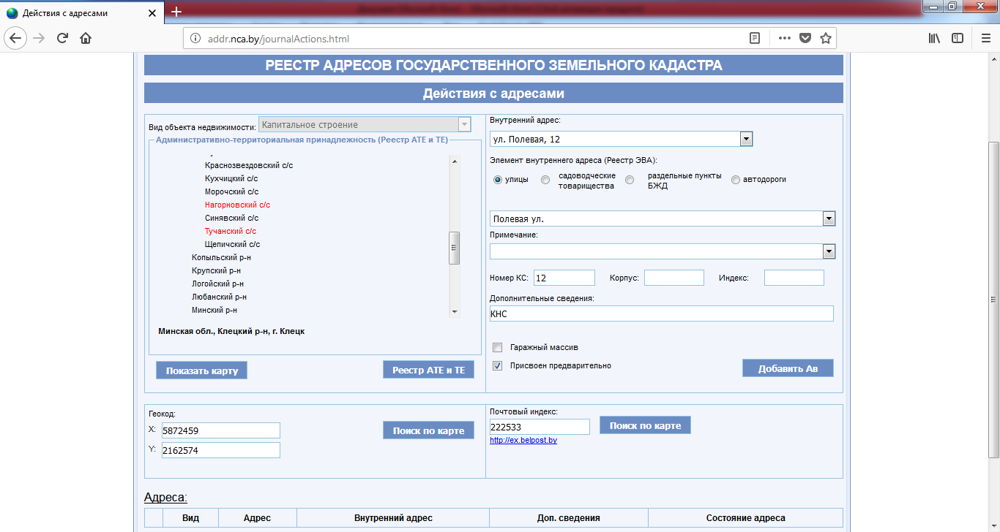 Действия с адресами
addr.nca.by/journalActions.html
РЕЕСТР АДРЕСОВ ГОСУДАРСТВЕННОГО ЗЕМЕЛЬНОГО КАДАСТРА
Действия с адресами
Вид объекта недвижимости: Капитальное строение
Административно-территориальная принадлежность (Реестр АТЕ и ТЕ)
Краснозвездовский с/с
Кухчицкий с/с
Морочский с/с
Нагорновский с/с
Синявский с/с
Тучанский с/с
Щепичский с/с
Копыльский р-н
Крупский р-н
Логойский р-н
Любанский р-н
Минский р-н
Минская обл., Клецкий р-н, г. Клецк
Показать карту Реестр АТЕ и ТЕ
Внутренний адрес:
ул. Полевая, 12
Элемент внутреннего адреса (Реестр ЭВА):
улицы садоводческие товарищества раздельные пункты БЖД автодороги
Полевая ул.
Примечание:
Номер КС: 12 Корпус: Индекс:
Дополнительные сведения:
КНС
Гаражный массив
Присвоен предварительно
Добавить Ав
Геокод:
X: 5872459
Поиск по карте
Y: 2162574
Почтовый индекс:
222533 Поиск по карте
http://ex.belpost.by
Адреса:
Вид Адрес Внутренний адрес Доп. сведения Состояние адреса